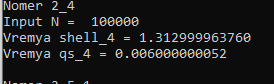 Nomer 2_4
Input N =  100000
Vremya shell_4 = 1.312999963760
Vremya qs_4 = 0.006000000052